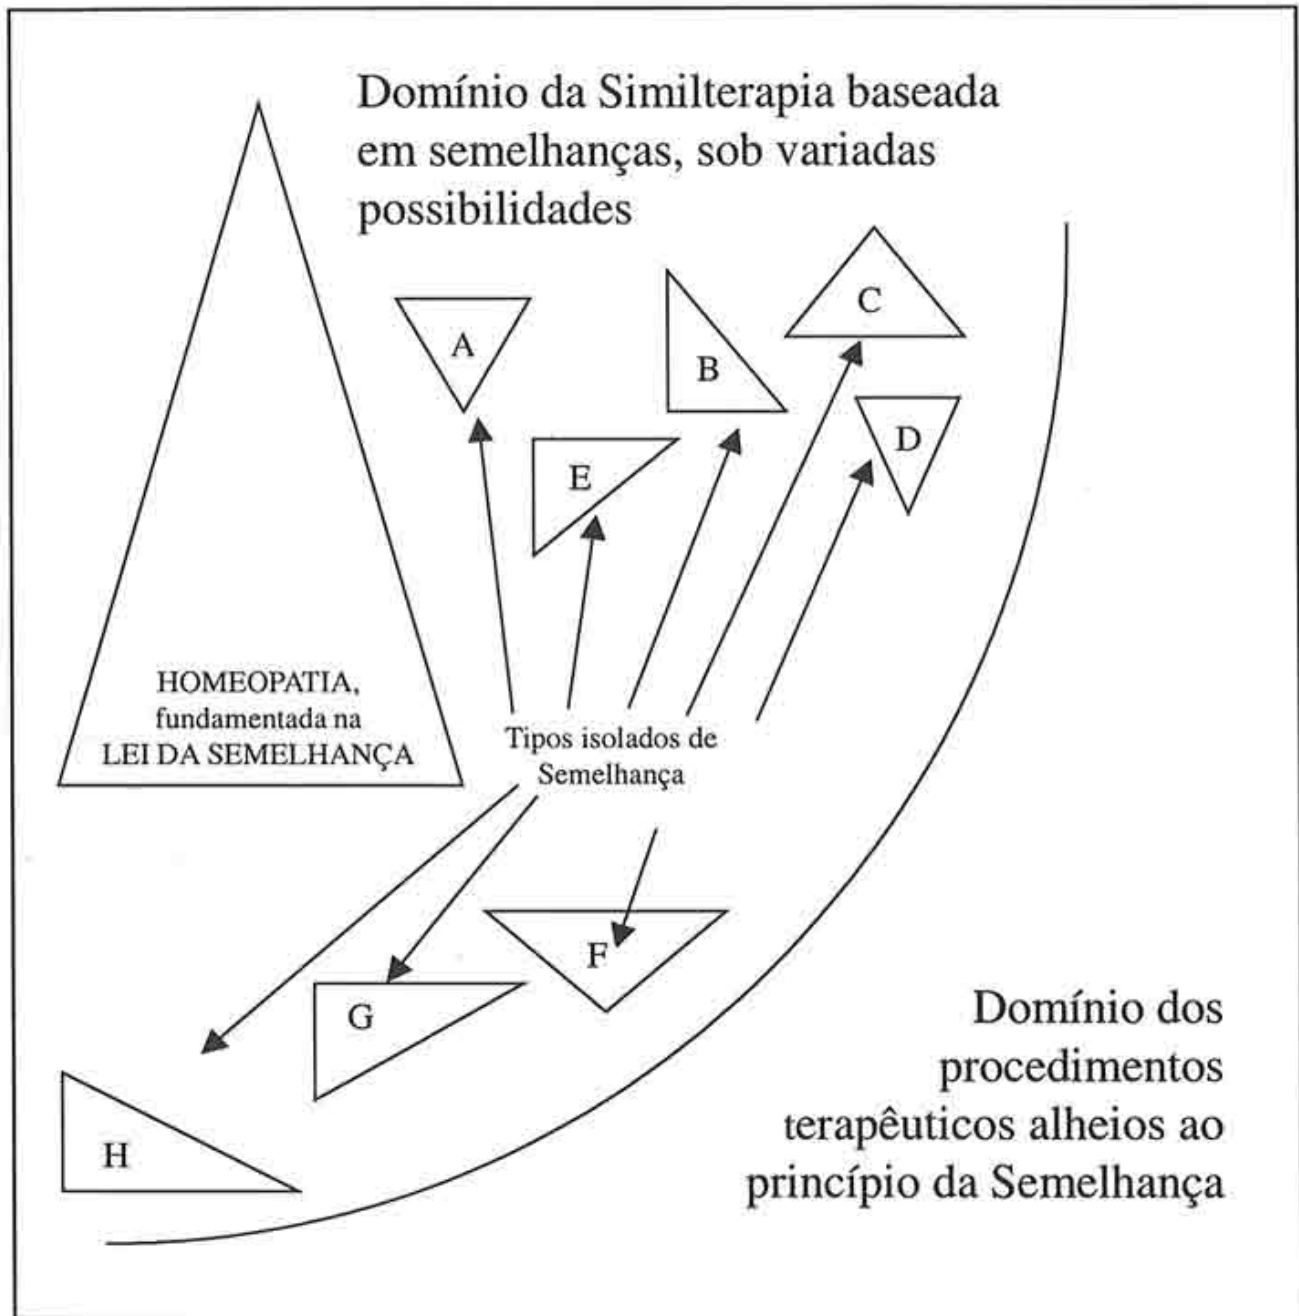 Domínio da Similterapia baseada
em semelhanças, sob variadas
possibilidades
A
B
C
D
E
HOMEOPATIA,
fundamentada na
LEI DA SEMELHANÇA
Tipos isolados de
Semelhança
F
G
H
Domínio dos
procedimentos
terapêuticos alheios ao
princípio da Semelhança